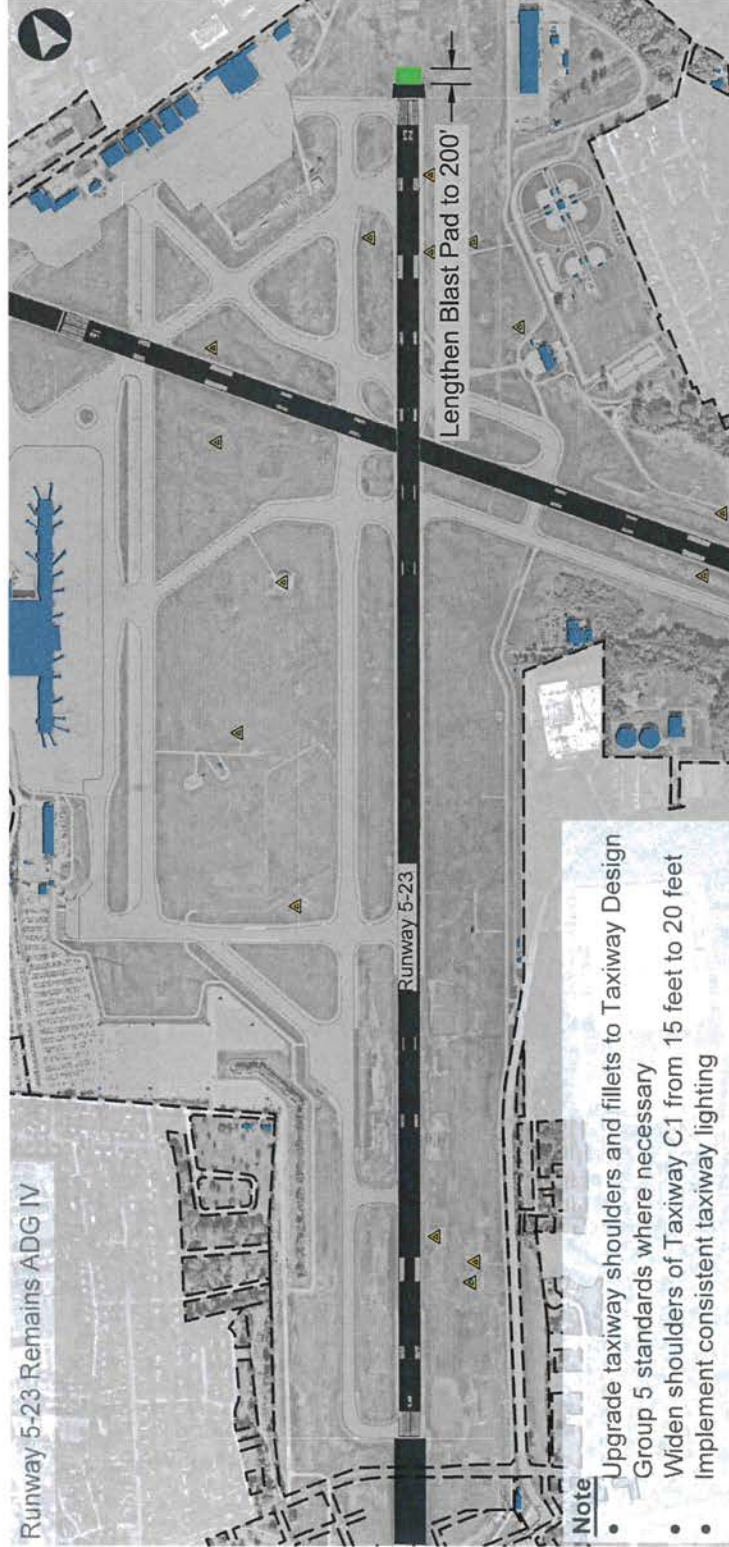 Runway 5-23 Remains ADG IV
Lengthen Blast Pad to 200'
Runway 5-23
Note
• Upgrade taxiway shoulders and fillets to Taxiway Design
Group 5 standards where necessary
• Widen shoulders of Taxiway C1 from 15 feet to 20 feet
• Implement consistent taxiway lighting